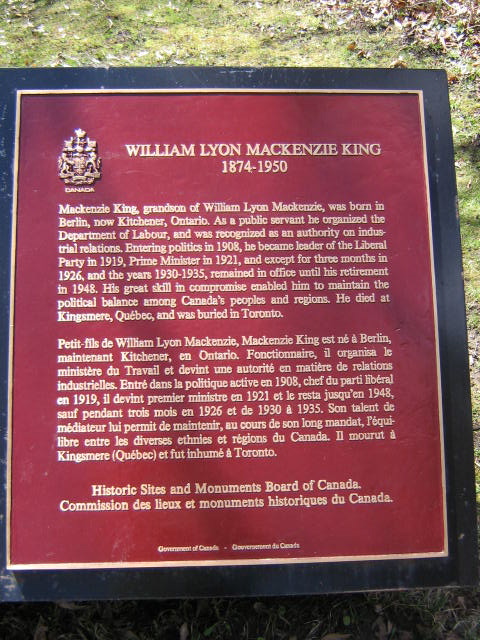 CANADA
WILLIAM LYON MACKENZIE KING
1874-1950
Mackenzie King, grandson of William Lyon Mackenzie, was born in
Berlin, now Kitchener, Ontario. As a public servant he organized the
Department of Labour, and was recognized as an authority on indus-
trial relations. Entering politics in 1908, he became leader of the Liberal
Party in 1919, Prime Minister in 1921, and except for three months in
1926, and the years 1930-1935, remained in office until his retirement
in 1948. His great skill in compromise enabled him to maintain the
political balance among Canada's peoples and regions. He died at
Kingsmere, Québec, and was buried in Toronto.
Petit-fils de William Lyon Mackenzie, Mackenzie King est né à Berlin,
maintenant Kitchener, en Ontario. Fonctionnaire, il organisa le
ministère du Travail et devint une autorité en matière de relations
industrielles. Entré dans la politique active en 1908, chef du parti libéral
en 1919, il devint premier ministre en 1921 et le resta jusqu'en 1948,
sauf pendant trois mois en 1926 et de 1930 à 1935. Son talent de
médiateur lui permit de maintenir, au cours de son long mandat, l'équi-
libre entre les diverses ethnies et régions du Canada. Il mourut à
Kingsmere (Québec) et fut inhumé à Toronto.
Historic Sites and Monuments Board of Canada.
Commission des lieux et monuments historiques du Canada.
Government of Canada - Gouvernement du Canada